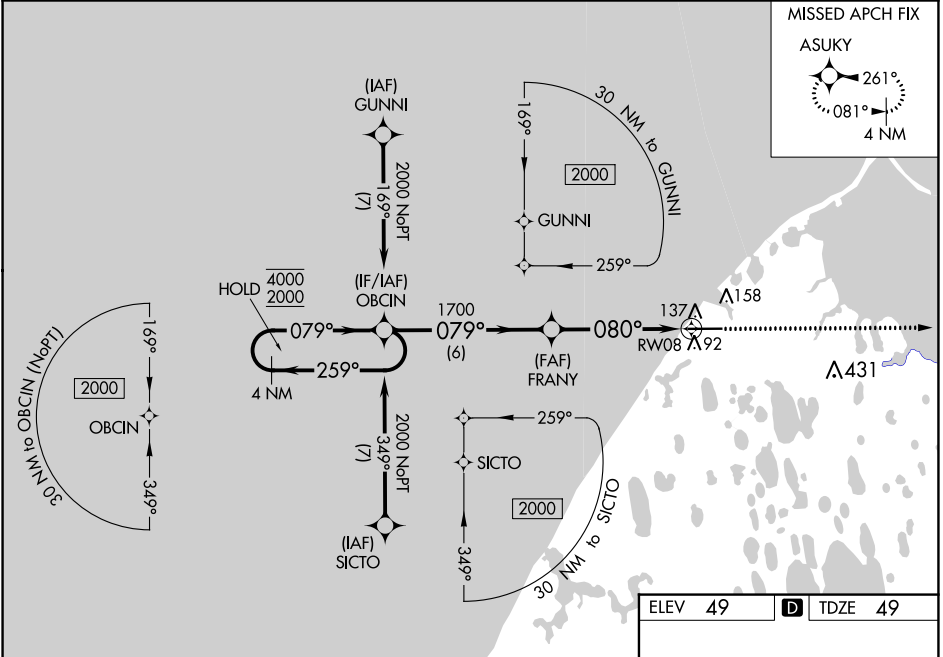 MISSED APCH FIX
ASUKY
261°
081°
4 NM
(IAF)
GUNNI
2000 NoPT
169°
(7)
30 NM to GUNNI
169°
2000
GUNNI
259°
HOLD
4000
2000
(IF/IAF)
OBCIN
079°
259°
4 NM
1700
079°
(6)
(FAF)
FRANY
080°
RW08
137
158
92
431
30 NM to OBCIN (NoPT)
169°
2000
OBCIN
349°
2000 NoPT
349°
(7)
(IAF)
SICTO
259°
SICTO
2000
349°
30 NM to SICTO
ELEV 49 D TDZE 49